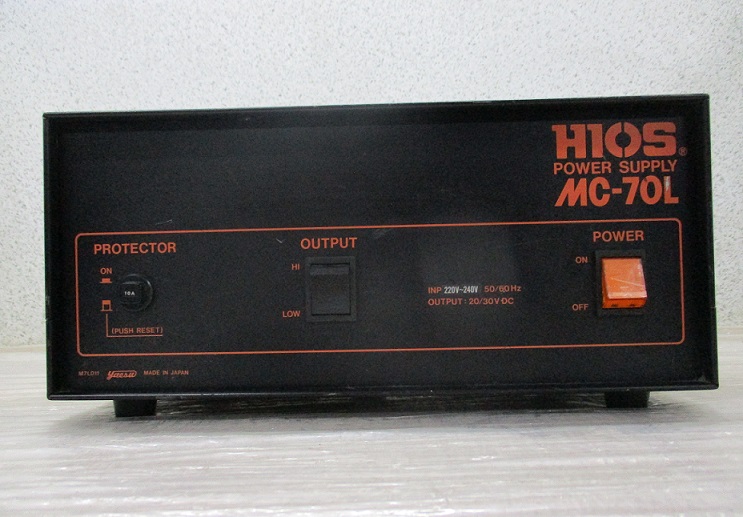 HIOS®
POWER SUPPLY
MC-70L
PROTECTOR
ON
10A
(PUSH RESET)
OUTPUT
HI
LOW
INP 220V-240V 50/60Hz
OUTPUT: 20/30V DC
POWER
ON
OFF
MADE IN JAPAN